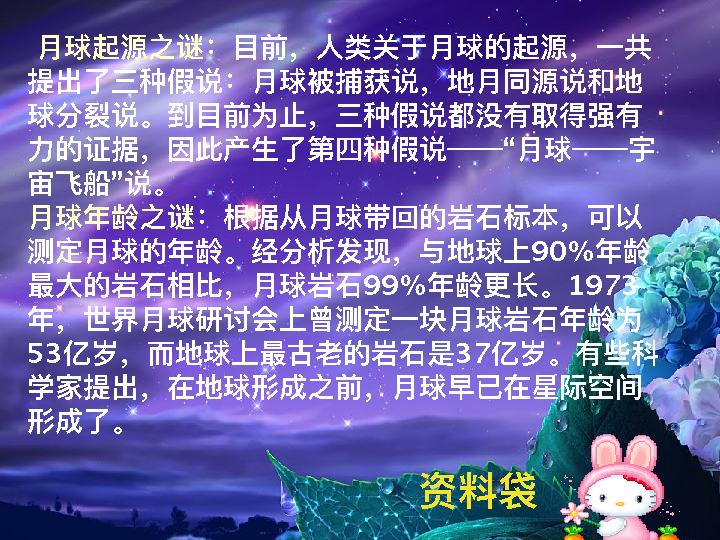 月球起源之谜：目前，人类关于月球的起源，一共
提出了三种假说：月球被捕获说，地月同源说和地
球分裂说。到目前为止，三种假说都没有取得强有
力的证据，因此产生了第四种假说——“月球——宇
宙飞船”说。
月球年龄之谜：根据从月球带回的岩石标本，可以
测定月球的年龄。经分析发现，与地球上90%年龄
最大的岩石相比，月球岩石99%年龄更长。1973
年，世界月球研讨会上曾测定一块月球岩石年龄为
53亿岁，而地球上最古老的岩石是37亿岁。有些科
学家提出，在地球形成之前，月球早已在星际空间
形成了。
资料袋